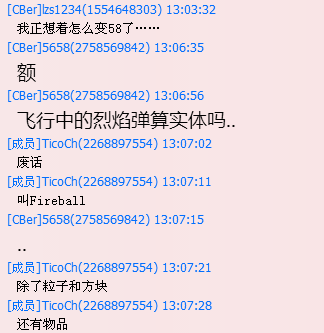 [CBer]lzs1234(1554648303) 13:03:32
我正想着怎么变58了……
[CBer]5658(2758569842) 13:06:35
额
[CBer]5658(2758569842) 13:06:56
飞行中的烈焰弹算实体吗..
[成员]TicoCh(2268897554) 13:07:02
废话
[成员]TicoCh(2268897554) 13:07:11
叫Fireball
[CBer]5658(2758569842) 13:07:15
..
[成员]TicoCh(2268897554) 13:07:21
除了粒子和方块
[成员]TicoCh(2268897554) 13:07:28
还有物品